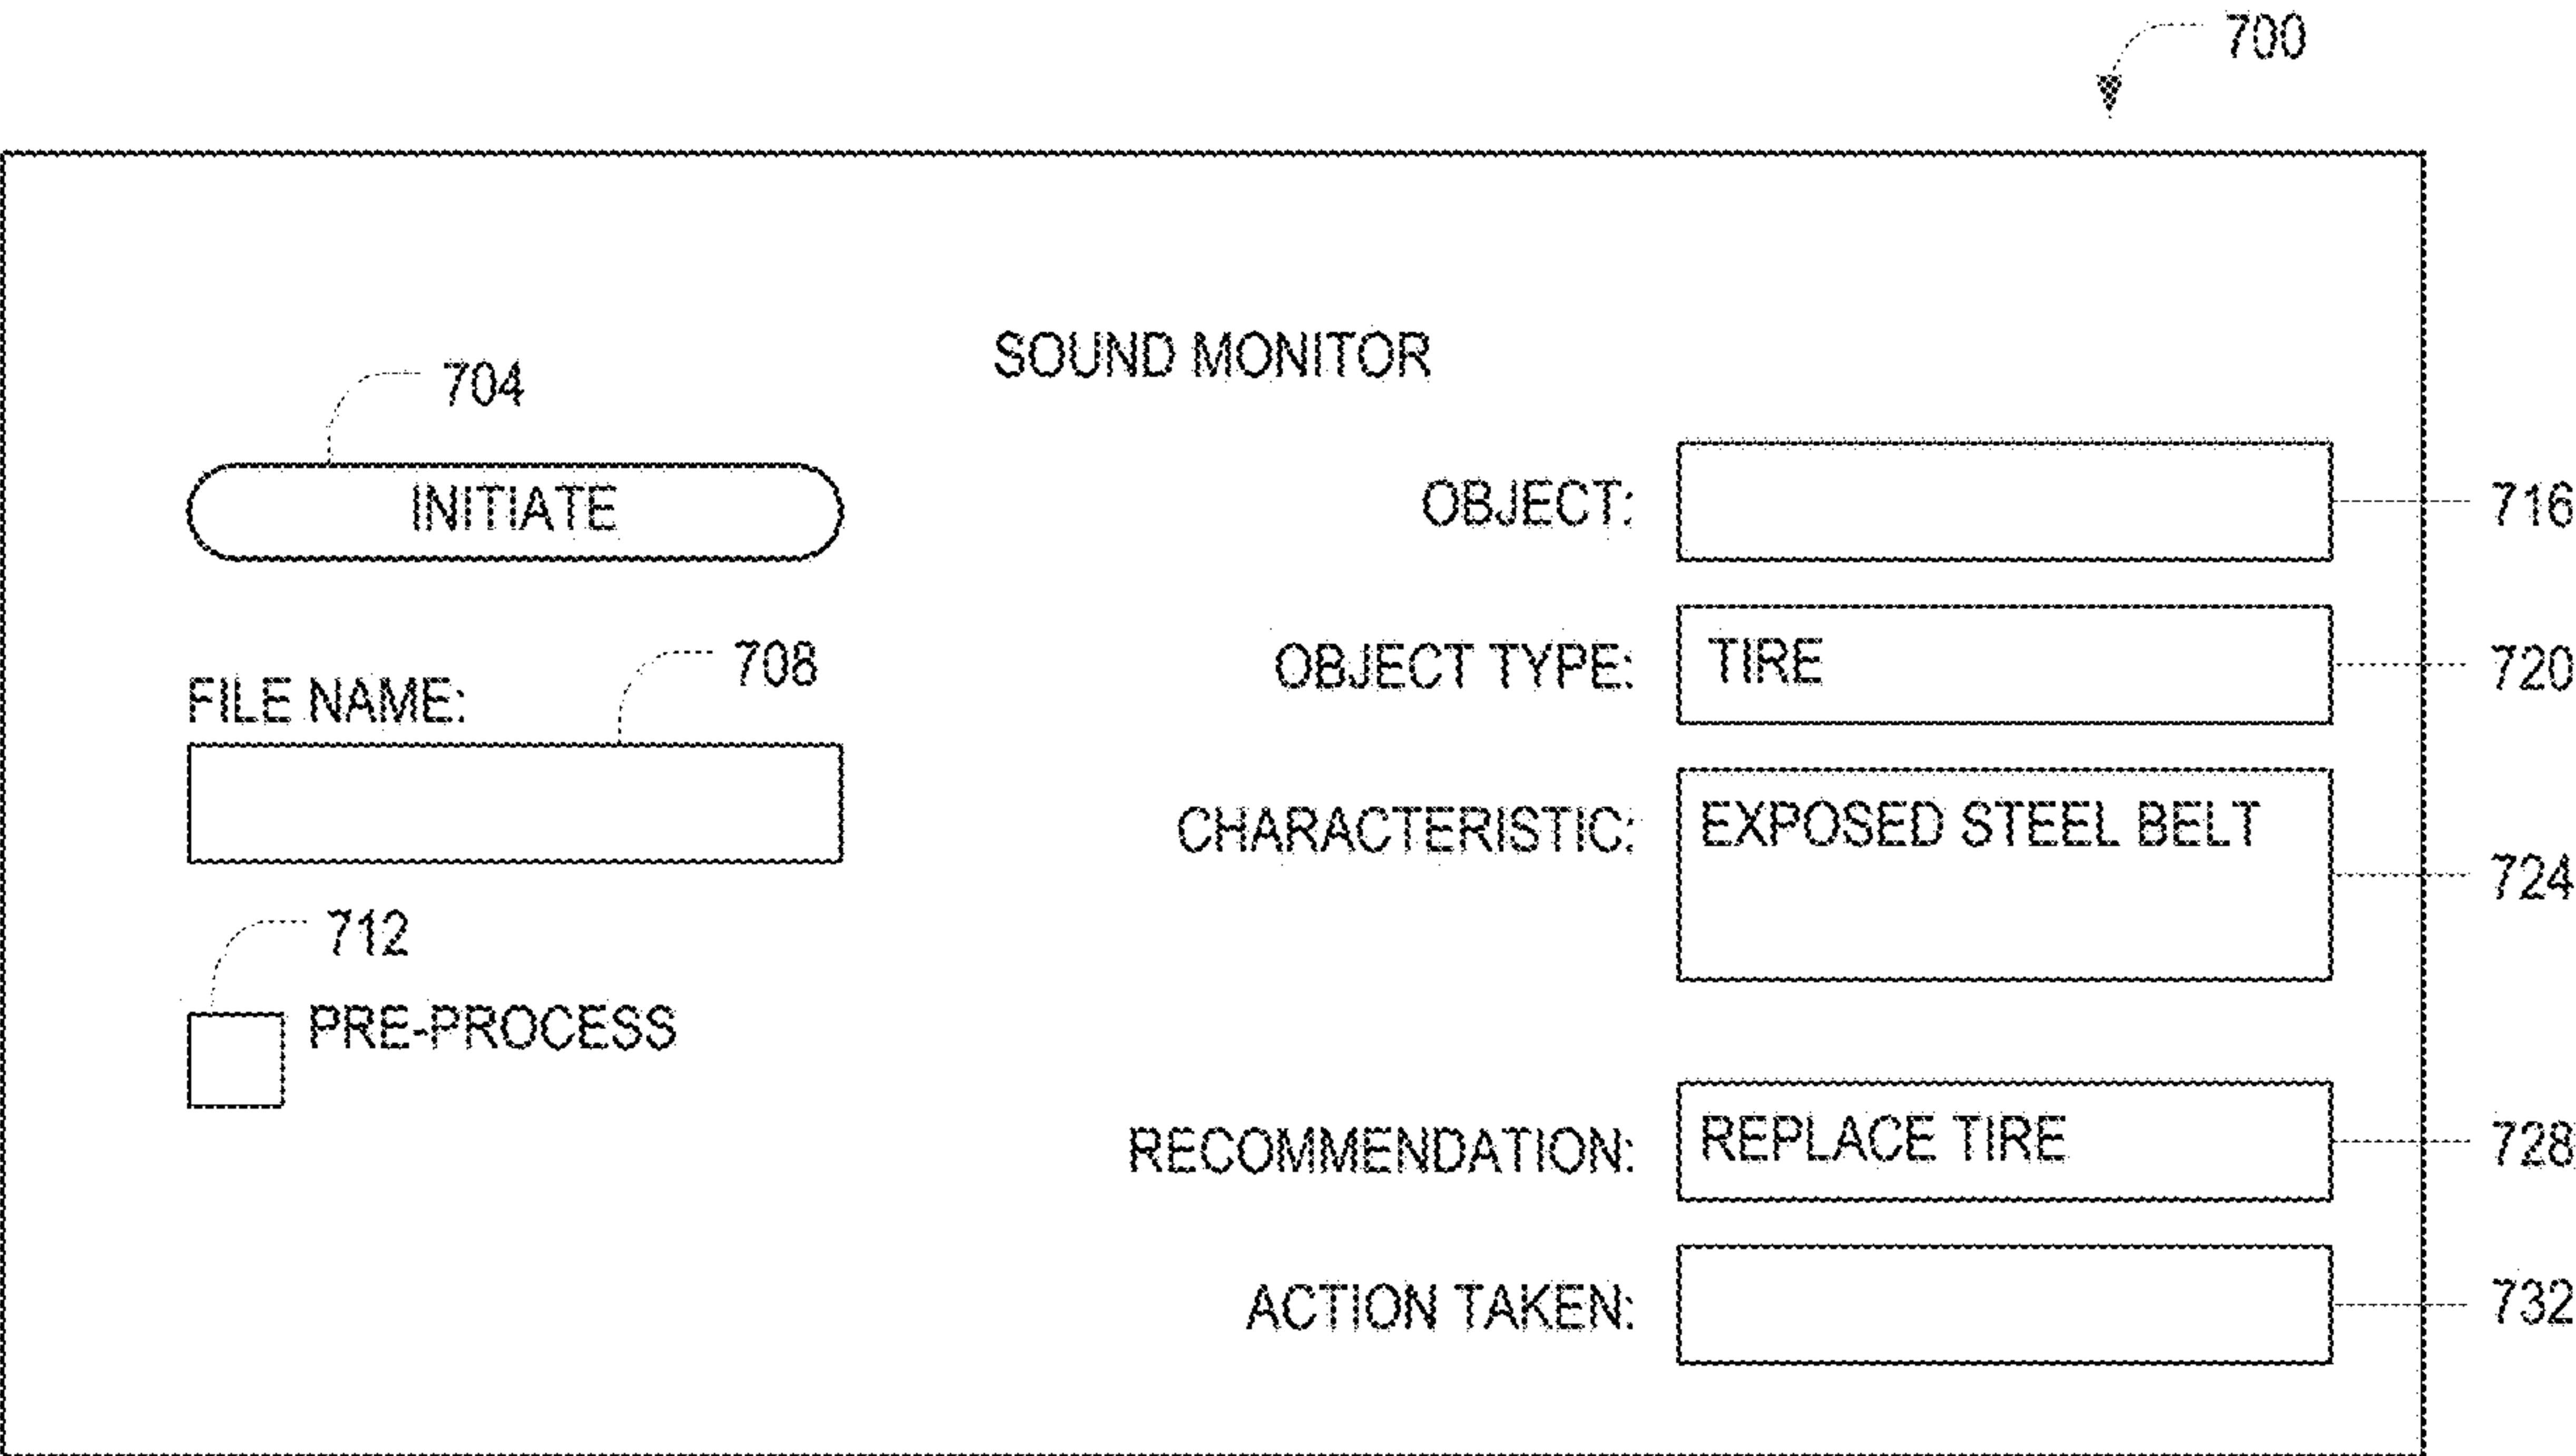 700
SOUND MONITOR
704
INITIATE
FILE NAME:
708
712
PRE-PROCESS
OBJECT:
716
OBJECT TYPE: TIRE
720
CHARACTERISTIC: EXPOSED STEEL BELT
724
RECOMMENDATION: REPLACE TIRE
728
ACTION TAKEN:
732